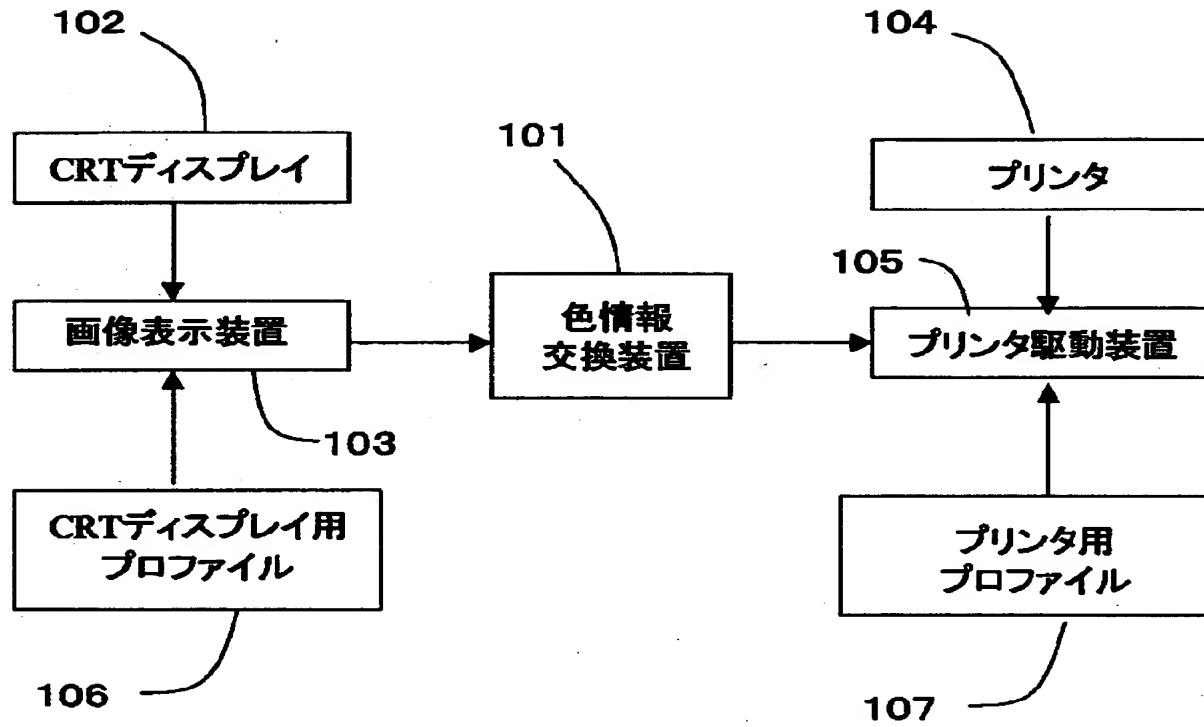 102
104
CRTディスプレイ
101
プリンタ
105
画像表示装置
色情報
交換装置
プリンタ駆動装置
103
CRTディスプレイ用
プロファイル
プリンタ用
プロファイル
106
107